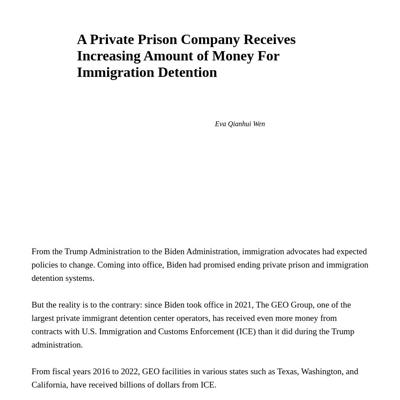 A Private Prison Company Receives
Increasing Amount of Money For
Immigration Detention
Eva Qianhui Wen
From the Trump Administration to the Biden Administration, immigration advocates had expected
policies to change. Coming into office, Biden had promised ending private prison and immigration
detention systems.
But the reality is to the contrary: since Biden took office in 2021, The GEO Group, one of the
largest private immigrant detention center operators, has received even more money from
contracts with U.S. Immigration and Customs Enforcement (ICE) than it did during the Trump
administration.
From fiscal years 2016 to 2022, GEO facilities in various states such as Texas, Washington, and
California, have received billions of dollars from ICE.